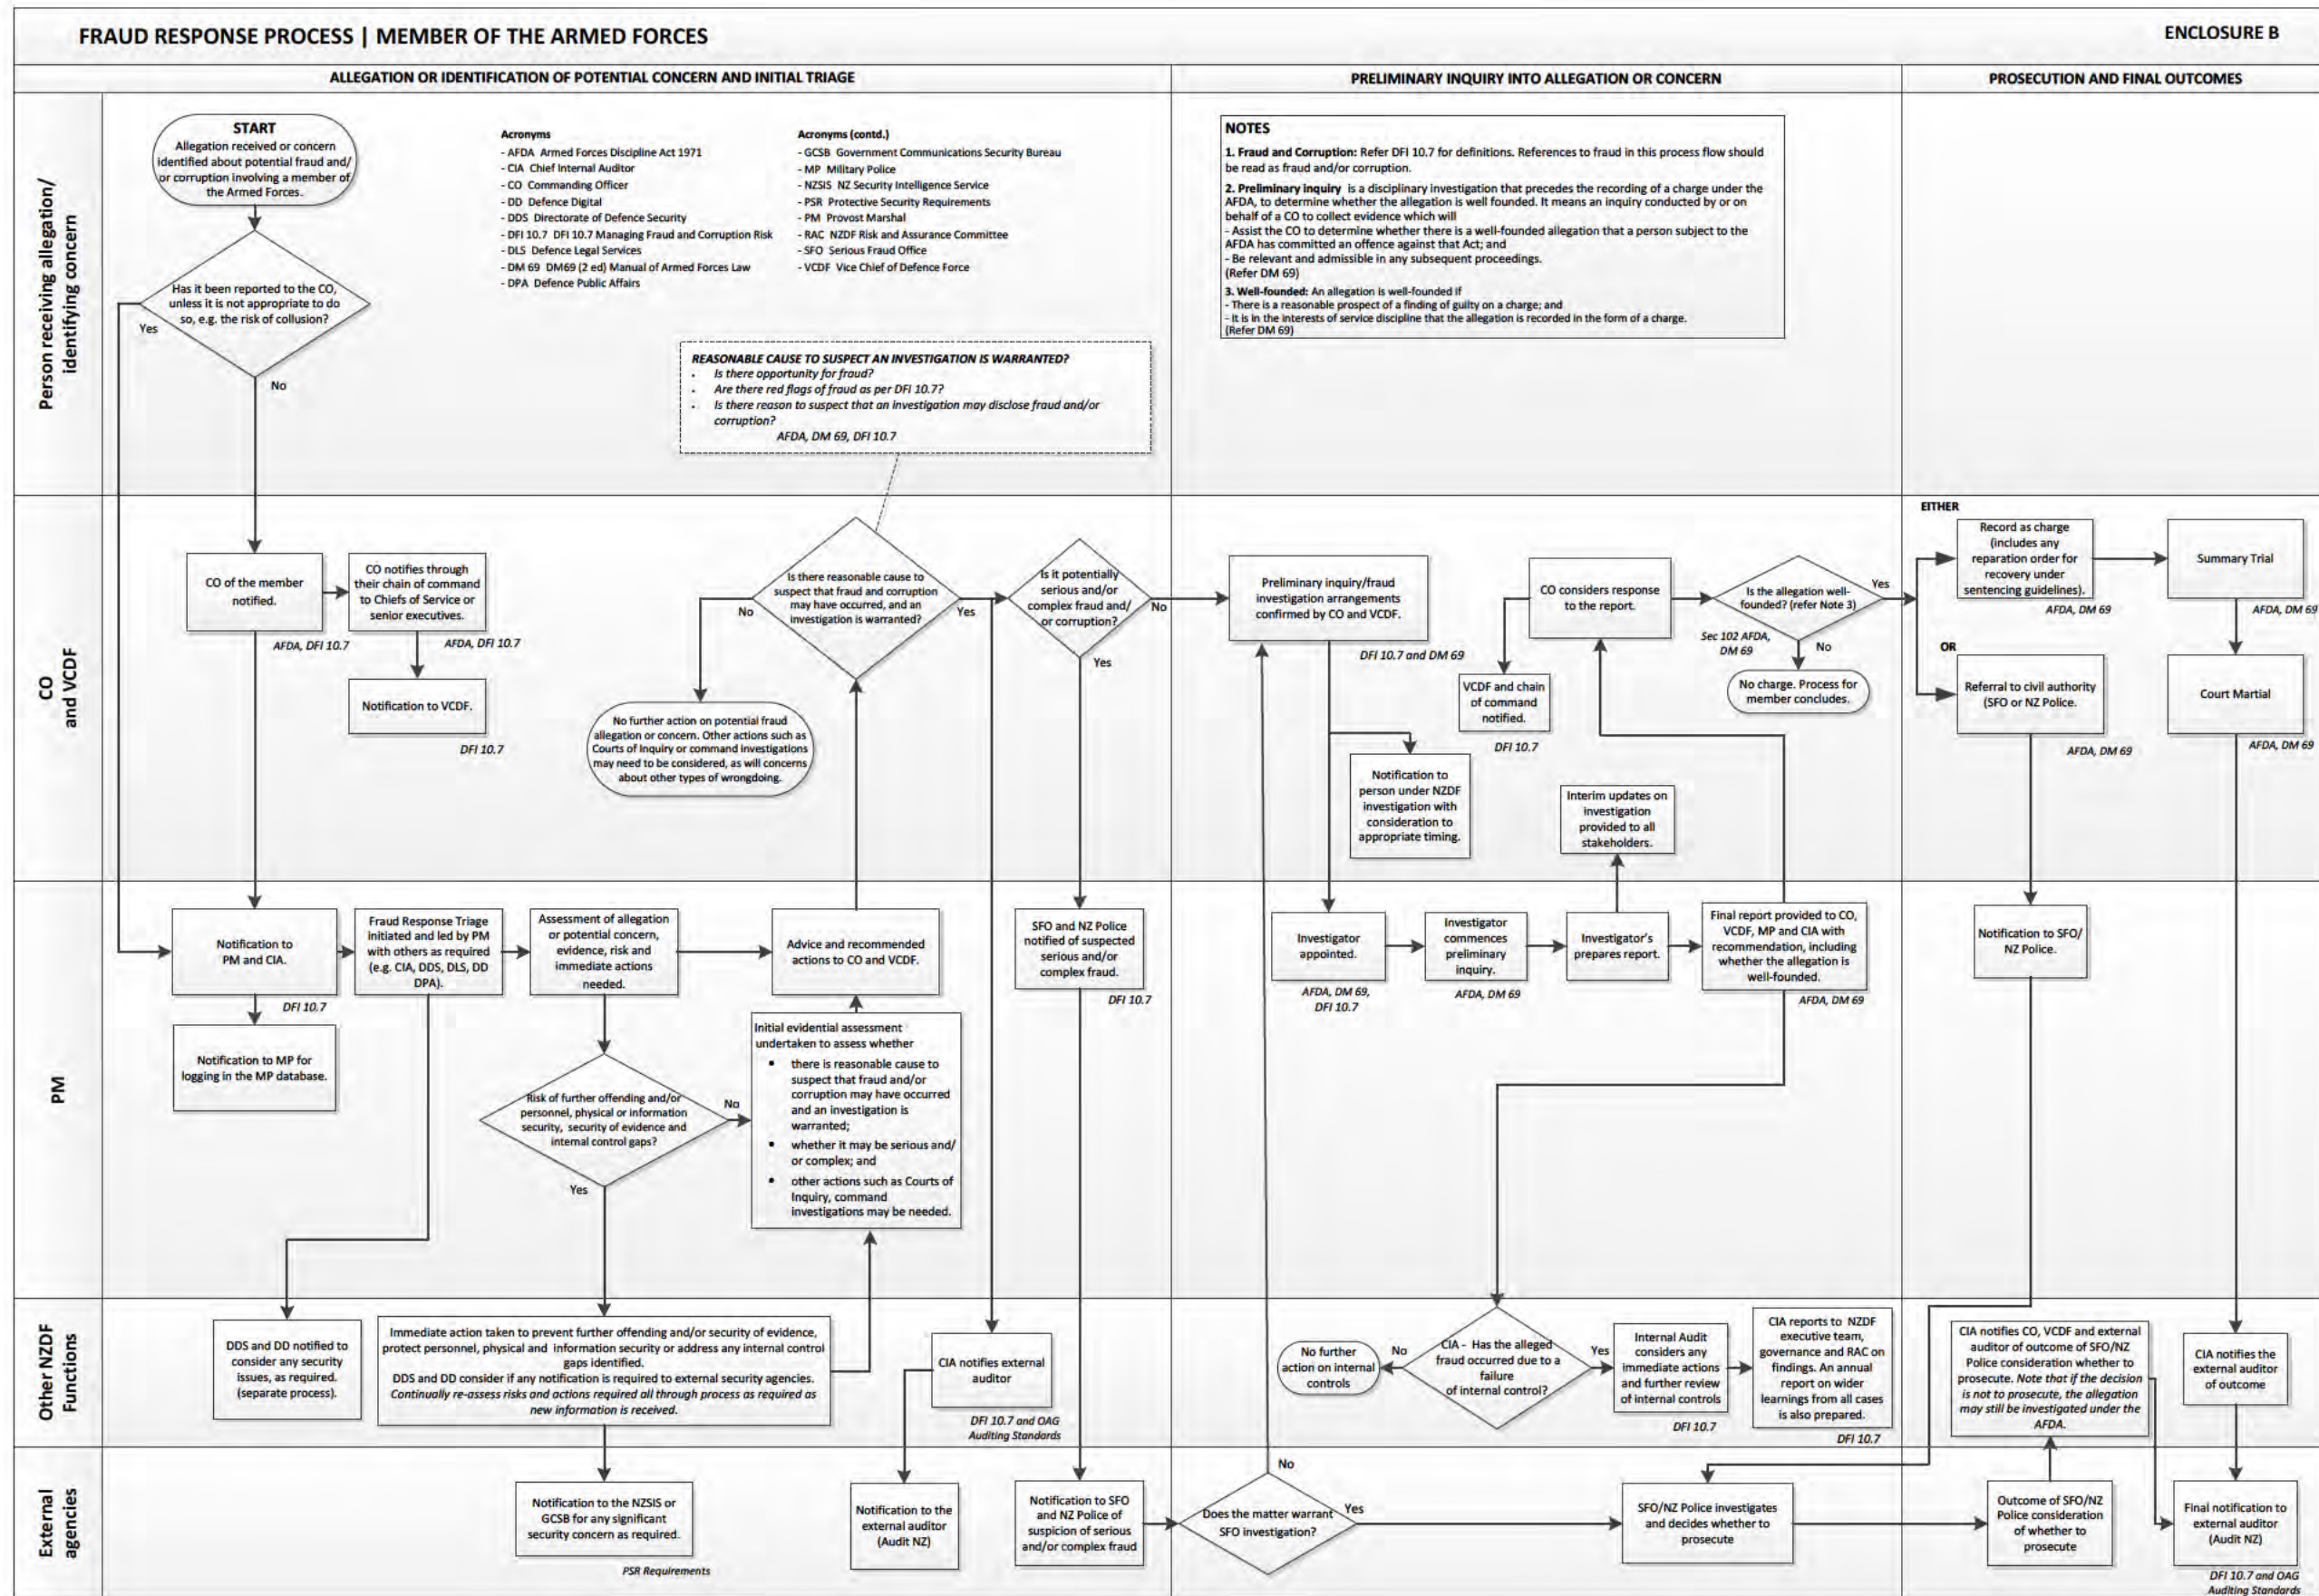 FRAUD RESPONSE PROCESS | MEMBER OF THE ARMED FORCES
ENCLOSURE B
ALLEGATION OR IDENTIFICATION OF POTENTIAL CONCERN AND INITIAL TRIAGE
PRELIMINARY INQUIRY INTO ALLEGATION OR CONCERN
PROSECUTION AND FINAL OUTCOMES
Person receiving allegation/
identifying concern
START
Allegation received or concern
identified about potential fraud and/
or corruption involving a member of
the Armed Forces.
Has it been reported to the CO,
unless it is not appropriate to do
so, e.g. the risk of collusion?
Yes
No
Acronyms
- AFDA Armed Forces Discipline Act 1971
- CIA Chief Internal Auditor
- CO Commanding Officer
- DD Defence Digital
- DDS Directorate of Defence Security
- DFI 10.7 DFI 10.7 Managing Fraud and Corruption Risk
- DLS Defence Legal Services
- DM 69 DM69 (2 ed) Manual of Armed Forces Law
- DPA Defence Public Affairs
Acronyms (contd.)
- GCSB Government Communications Security Bureau
- MP Military Police
- NZSIS NZ Security Intelligence Service
- PSR Protective Security Requirements
- PM Provost Marshal
- RAC NZDF Risk and Assurance Committee
- SFO Serious Fraud Office
- VCDF Vice Chief of Defence Force
REASONABLE CAUSE TO SUSPECT AN INVESTIGATION IS WARRANTED?
• Is there opportunity for fraud?
• Are there red flags of fraud as per DFI 10.7?
• Is there reason to suspect that an investigation may disclose fraud and/or
corruption?
AFDA, DM 69, DFI 10.7
NOTES
1. Fraud and Corruption: Refer DFI 10.7 for definitions. References to fraud in this process flow should
be read as fraud and/or corruption.
2. Preliminary inquiry is a disciplinary investigation that precedes the recording of a charge under the
AFDA, to determine whether the allegation is well founded. It means an inquiry conducted by or on
behalf of a CO to collect evidence which will
- Assist the CO to determine whether there is a well-founded allegation that a person subject to the
AFDA has committed an offence against that Act; and
- Be relevant and admissible in any subsequent proceedings.
(Refer DM 69)
3. Well-founded: An allegation is well-founded if
- There is a reasonable prospect of a finding of guilty on a charge; and
- It is in the interests of service discipline that the allegation is recorded in the form of a charge.
(Refer DM 69)
CO
and VCDF
CO of the member
notified.
AFDA, DFI 10.7
CO notifies through
their chain of command
to Chiefs of Service or
senior executives.
AFDA, DFI 10.7
Notification to VCDF.
DFI 10.7
Is there reasonable cause to
suspect that fraud and corruption
may have occurred, and an
investigation is warranted?
No
Yes
No further action on potential fraud
allegation or concern. Other actions such as
Courts of Inquiry or command investigations
may need to be considered, as will concerns
about other types of wrongdoing.
Is it potentially
serious and/or
complex fraud and/
or corruption?
No
Yes
Preliminary inquiry/fraud
investigation arrangements
confirmed by CO and VCDF.
DFI 10.7 and DM 69
Notification to
person under NZDF
investigation with
consideration to
appropriate timing.
CO considers response
to the report.
VCDF and chain
of command
notified.
DFI 10.7
Is the allegation well-
founded? (refer Note 3)
Yes
Sec 102 AFDA,
DM 69
No
No charge. Process for
member concludes.
Interim updates on
investigation
provided to all
stakeholders.
EITHER
Record as charge
(includes any
reparation order for
recovery under
sentencing guidelines).
AFDA, DM 69
Summary Trial
AFDA, DM 69
OR
Referral to civil authority
(SFO or NZ Police.
AFDA, DM 69
Court Martial
AFDA, DM 69
PM
Notification to
PM and CIA.
DFI 10.7
Notification to MP for
logging in the MP database.
Fraud Response Triage
initiated and led by PM
with others as required
(e.g. CIA, DDS, DLS, DD
DPA).
Assessment of allegation
or potential concern,
evidence, risk and
immediate actions
needed.
Advice and recommended
actions to CO and VCDF.
Risk of further offending and/or
personnel, physical or information
security, security of evidence and
internal control gaps?
No
Yes
Initial evidential assessment
undertaken to assess whether
• there is reasonable cause to
suspect that fraud and/or
corruption may have occurred
and an investigation is
warranted;
• whether it may be serious and/
or complex; and
• other actions such as Courts of
Inquiry, command
investigations may be needed.
SFO and NZ Police
notified of suspected
serious and/or
complex fraud.
DFI 10.7
Investigator
appointed.
AFDA, DM 69,
DFI 10.7
Investigator
commences
preliminary
inquiry.
AFDA, DM 69
Investigator's
prepares report.
Final report provided to CO,
VCDF, MP and CIA with
recommendation, including
whether the allegation is
well-founded.
AFDA, DM 69
Notification to SFO/
NZ Police.
Other NZDF
Functions
DDS and DD notified to
consider any security
issues, as required.
(separate process).
Immediate action taken to prevent further offending and/or security of evidence,
protect personnel, physical and information security or address any internal control
gaps identified.
DDS and DD consider if any notification is required to external security agencies.
Continually re-assess risks and actions required all through process as required as
new information is received.
CIA notifies external
auditor
DFI 10.7 and OAG
Auditing Standards
No further
action on internal
controls
No
CIA - Has the alleged
fraud occurred due to a
failure
of internal control?
Yes
Internal Audit
considers any
immediate actions
and further review
of internal controls
DFI 10.7
CIA reports to NZDF
executive team,
governance and RAC on
findings. An annual
report on wider
learnings from all cases
is also prepared.
DFI 10.7
CIA notifies CO, VCDF and external
auditor of outcome of SFO/NZ
Police consideration whether to
prosecute. Note that if the decision
is not to prosecute, the allegation
may still be investigated under the
AFDA.
CIA notifies the
external auditor
of outcome
External
agencies
Notification to the NZSIS or
GCSB for any significant
security concern as required.
PSR Requirements
Notification to the
external auditor
(Audit NZ)
Notification to SFO
and NZ Police of
suspicion of serious
and/or complex fraud
No
Does the matter warrant
SFO investigation?
Yes
SFO/NZ Police investigates
and decides whether to
prosecute
Outcome of SFO/NZ
Police consideration
of whether to
prosecute
Final notification to
external auditor
(Audit NZ)
DFI 10.7 and OAG
Auditing Standards